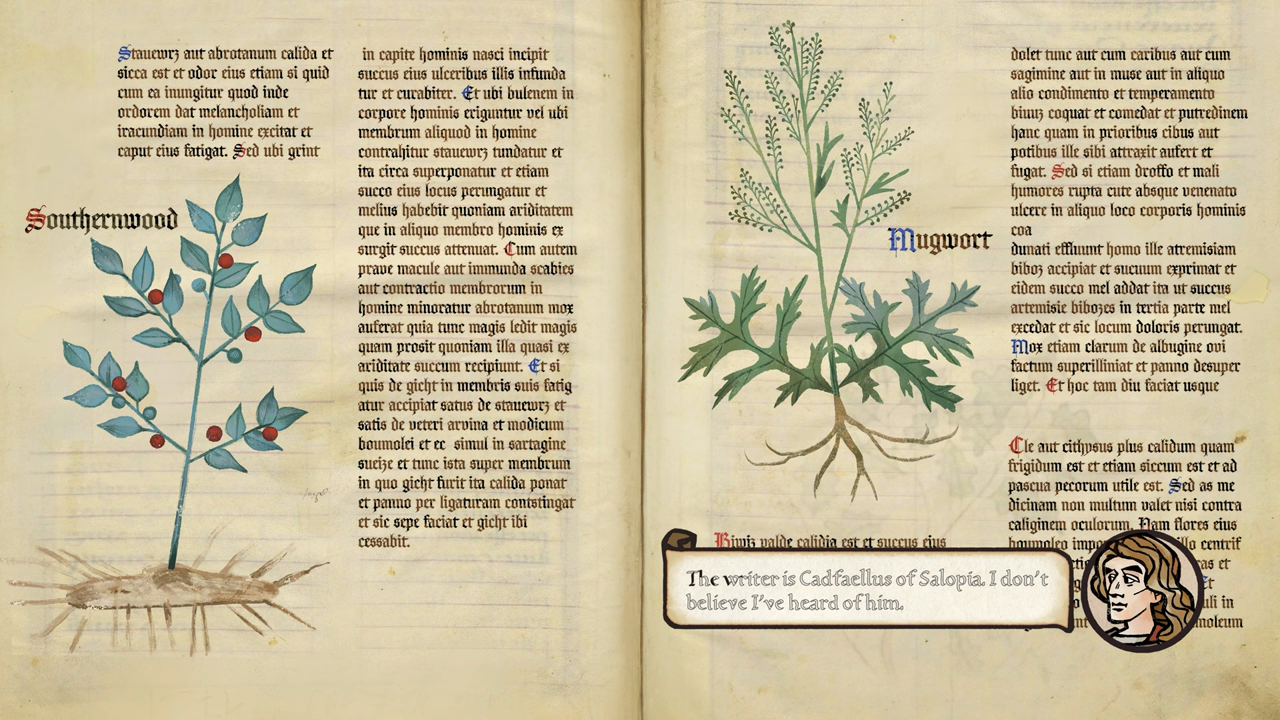 Stauewrz aut abrotanum calida et
sicca est et odor eius etiam si quid
cum ea inungitur quod inde
ordorem dat melancholiam et
iracundiam in homine excitat et
caput eius fatigat. Sed ubi grint
Southernwood
in capite hominis nasci incipit
succus eius ulceribus illis infunda
tur et curabiter. Et ubi bulenem in
corpore hominis eriguntur vel ubi
membrum aliquod in homine
contrahitur stauewrz tundatur et
ita circa superponatur et etiam
succo eius locus perungatur et
melius habebit quoniam ariditatem
que in aliquo membro hominis ex
surgit succus attenuat. Cum autem
prave macule aut immunda scabies
aut contractio membrorum in
homine minoratur abrotanum mox
auferat quia tunc magis ledit magis
quam prosit quoniam illa quasi ex
ariditate succum recipiunt. Et si
quis de gicht in membris suis fatig
atur accipiat satus de stauewrz et
satis de veteri arvina et modicum
boumolei et ec simul in sartagine
sueize et tunc ista super membrum
in quo gicht furit ita calida ponat
et panno per ligaturam contstingat
et sic sepe faciat et gicht ibi
cessabit.
Mugwort
Biwiz valde calidia est et succus eius
dolet tunc aut cum caribus aut cum
sagimine aut in muse aut in aliquo
alio condimento et temperamento
biuuz coquat et comedat et putredinem
hanc quam in prioribus cibus aut
potibus ille sibi attraxit aufert et
fugat. Sed si etiam droffo et mali
humores rupta cute absque venenato
ulcere in aliquo loco corporis hominis
coa
dunati effluunt homo ille atremisiam
biboz accipiat et sucuum exprimat et
eidem succo mel addat ita ut succus
artemisie bibozes in tertia parte mel
excedat et sic locum doloris perungat.
Mox etiam clarum de albugine ovi
factum superilliniat et panno desuper
liget. Et hoc tam diu faciat usque
Cle aut cithysus plus calidum quam
frigidum est et etiam siccum est et ad
pascua pecorum utile est. Sed as me
dicinam non multum valet nisi contra
caliginem oculorum. Nam flores eius
The writer is Cadfaellus of Salopia. I don't
believe I've heard of him.